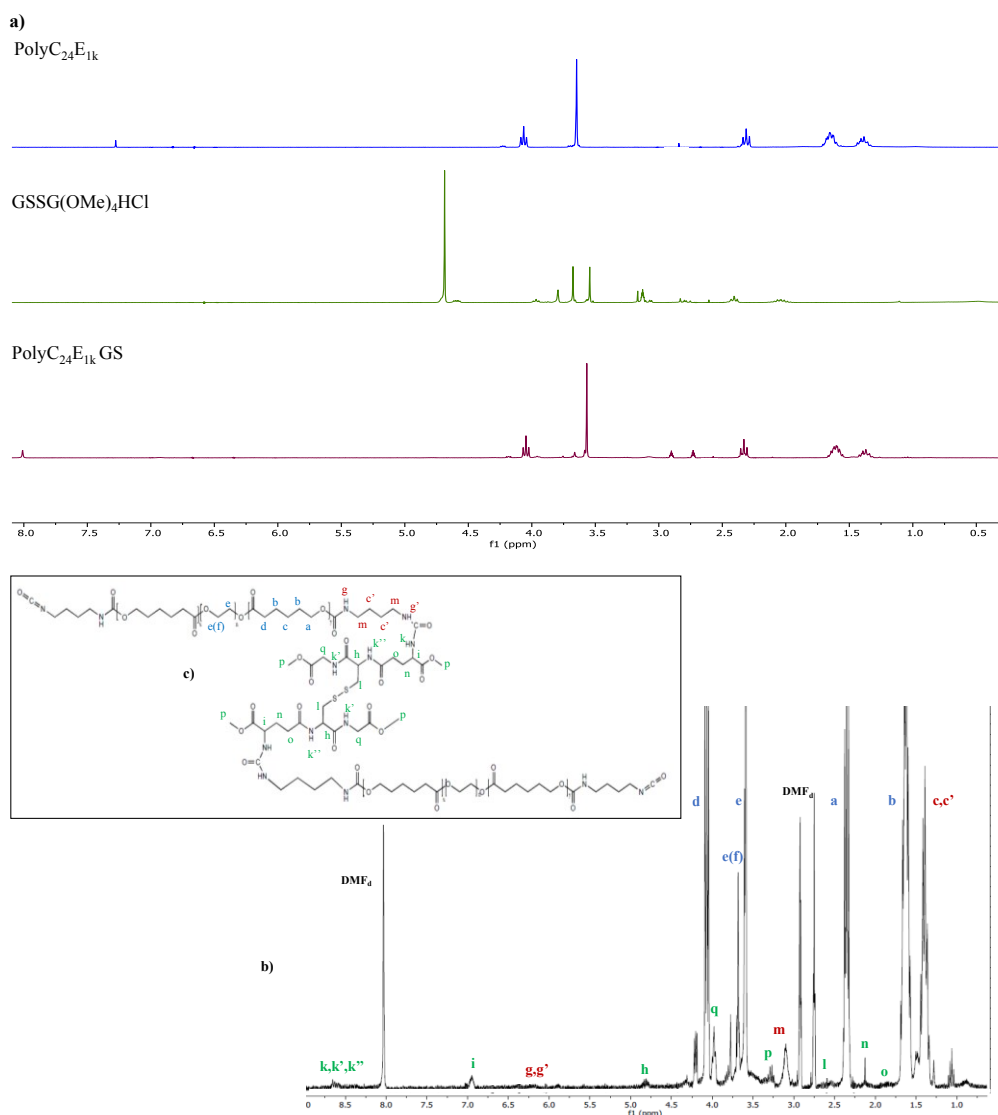 a)
PolyC24E1k
GSSG(OMe)4HCl
PolyC24E1k GS
8.0 7.5 7.0 6.5 6.0 5.5 5.0 4.5 4.0 3.5 3.0 2.5 2.0 1.5 1.0 0.5
f1 (ppm)
c)
e b b g c' m
e(f) d c a m c' g'
k
q k' h k'' o i
p l n p
l k' p
p i n o h q
k''
b)
DMFd
d e e(f) DMFd a b c,c'
k,k',k'' i g,g' h q p m l n o
8.5 8.0 7.5 7.0 6.5 6.0 5.5 5.0 4.5 4.0 3.5 3.0 2.5 2.0 1.5 1.0
f1 (ppm)